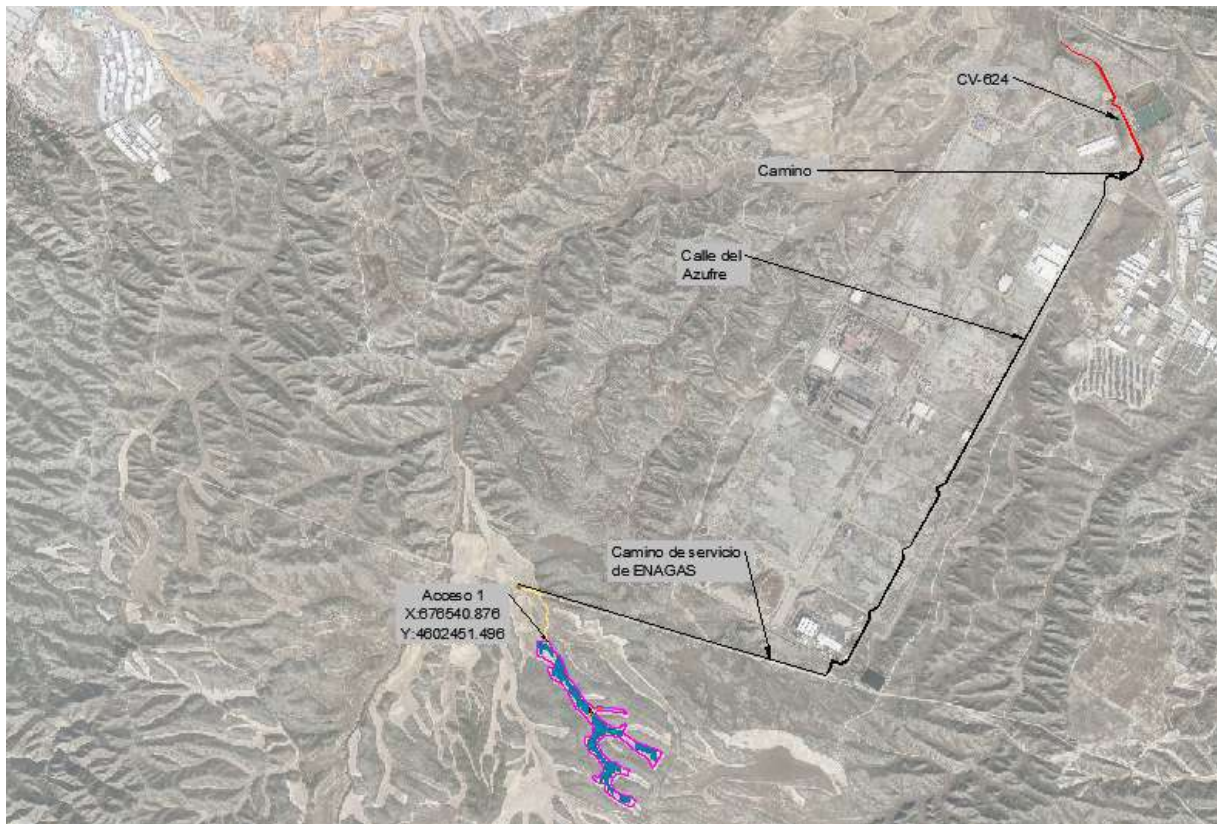 CV-624
Camino
Calle del
Azufre
Camino de servicio
de ENAGAS
Acceso 1
X:676540.876
Y:4602451.496